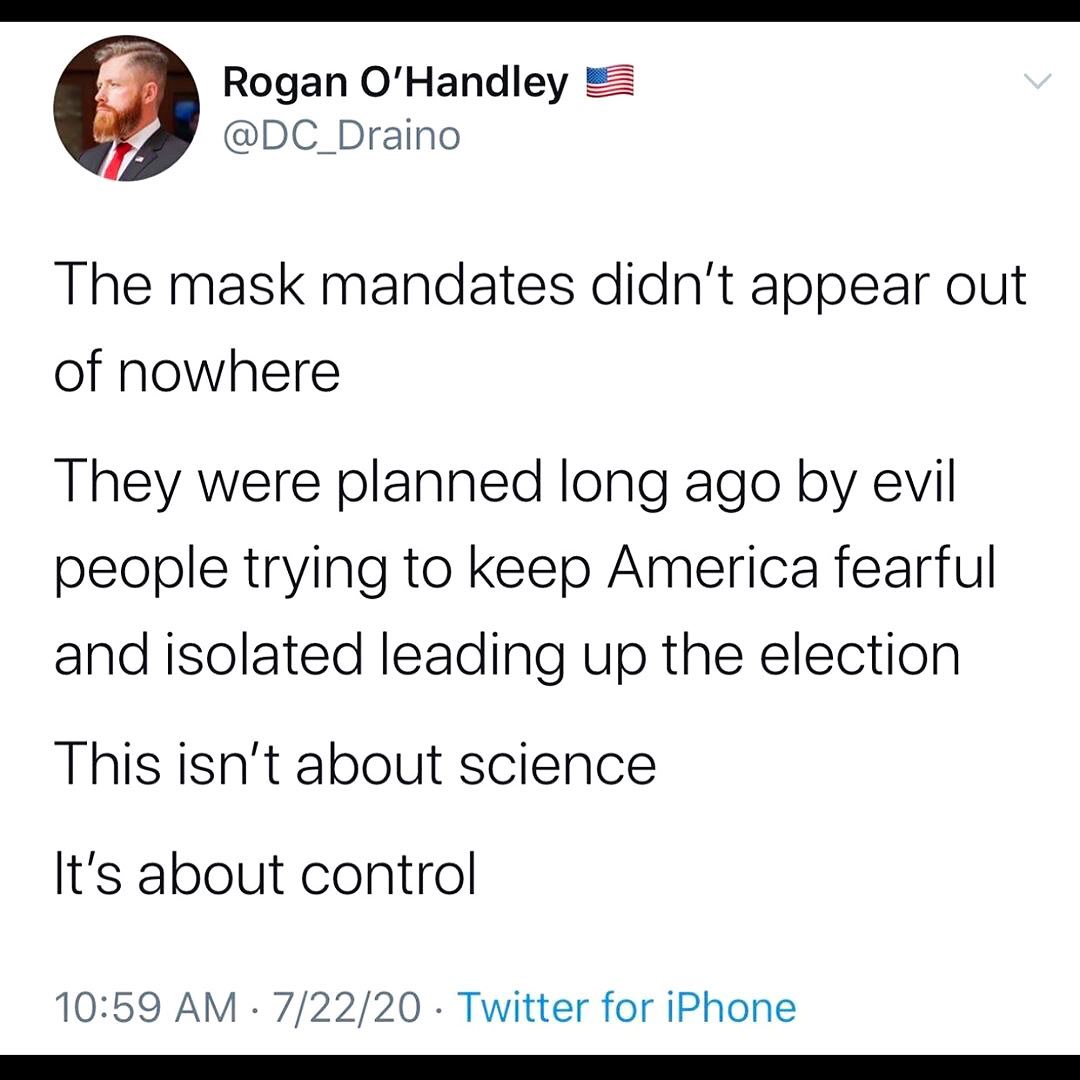 Rogan O’Handley 🇺🇸
@DC_Draino
The mask mandates didn’t appear out
of nowhere
They were planned long ago by evil
people trying to keep America fearful
and isolated leading up the election
This isn’t about science
It’s about control
10:59 AM · 7/22/20 · Twitter for iPhone